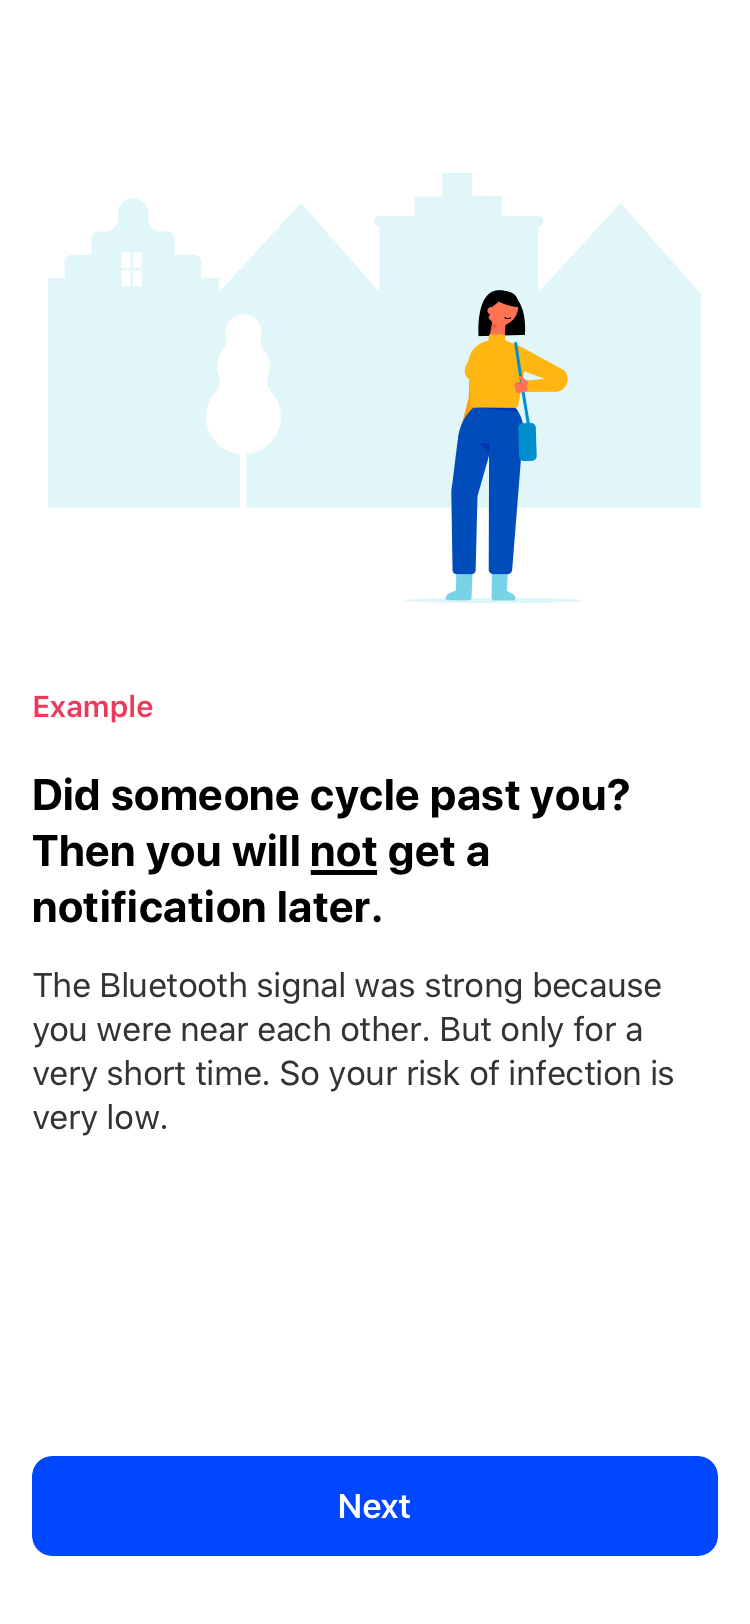 Example
Did someone cycle past you?
Then you will not get a
notification later.
The Bluetooth signal was strong because
you were near each other. But only for a
very short time. So your risk of infection is
very low.
Next